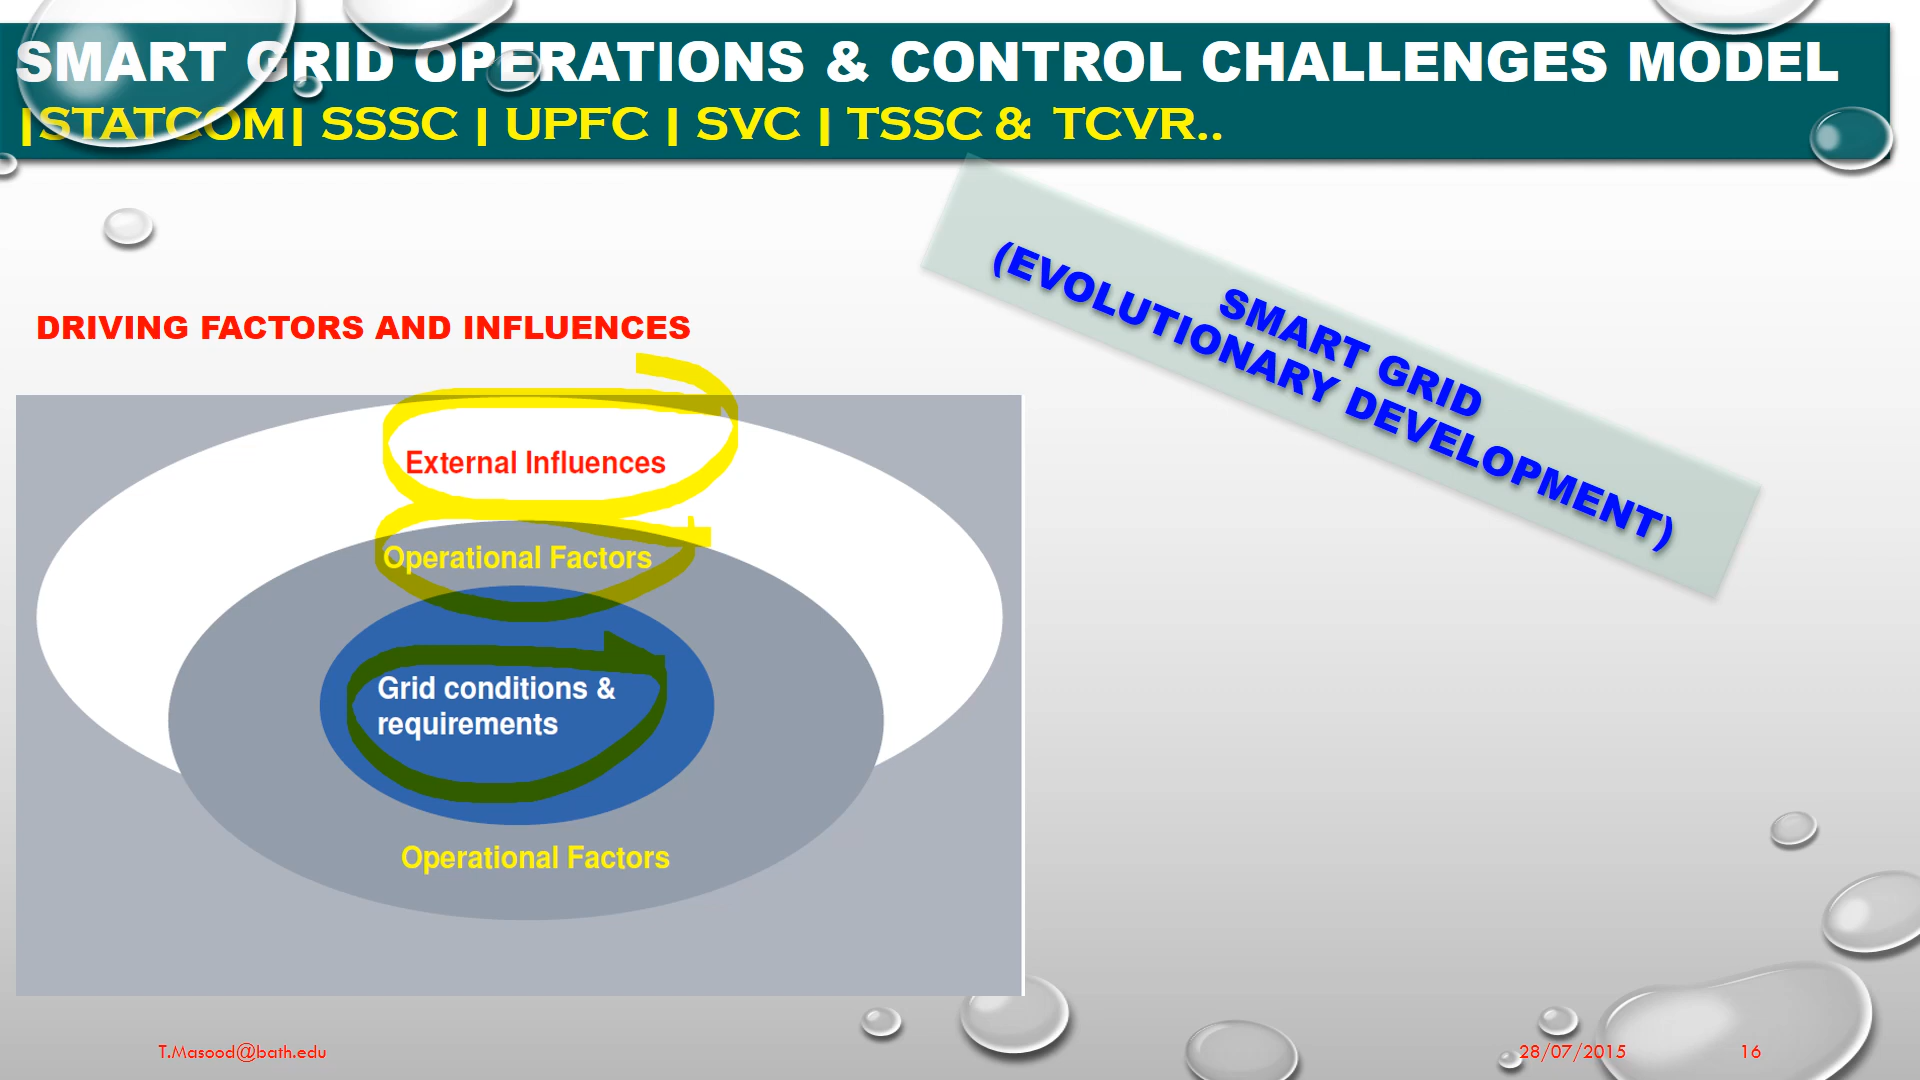 SMART GRID OPERATIONS & CONTROL CHALLENGES MODEL
|STATCOM| SSSC | UPFC | SVC | TSSC & TCVR..
SMART GRID
(EVOLUTIONARY DEVELOPMENT)
DRIVING FACTORS AND INFLUENCES
External Influences
Operational Factors
Grid conditions &
requirements
Operational Factors
T.Masood@bath.edu
28/07/2015
16